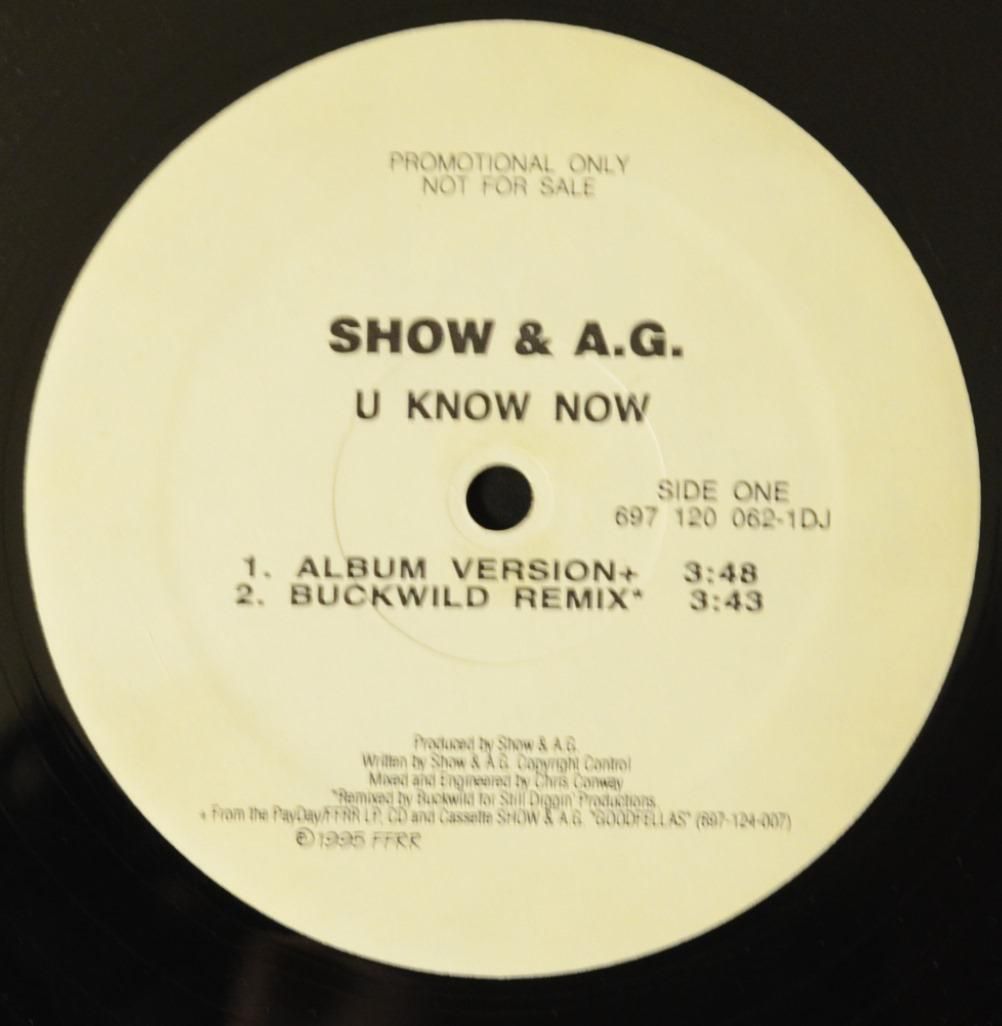 PROMOTIONAL ONLY
NOT FOR SALE
SHOW & A.G.
U KNOW NOW
SIDE ONE
697 120 062-1DJ
1. ALBUM VERSION+ 3:48
2. BUCKWILD REMIX* 3:43
Produced by Show & A.G.
Written by Show & A.G. Copyright Control
Mixed and Engineered by Chris Conway
*Remixed by Buckwild for Still Diggin' Productions.
+ From the PayDay/FFRR LP, CD and Cassette SHOW & A.G. "GOODFELLAS" (697-124-007)
℗ 1995 FFRR